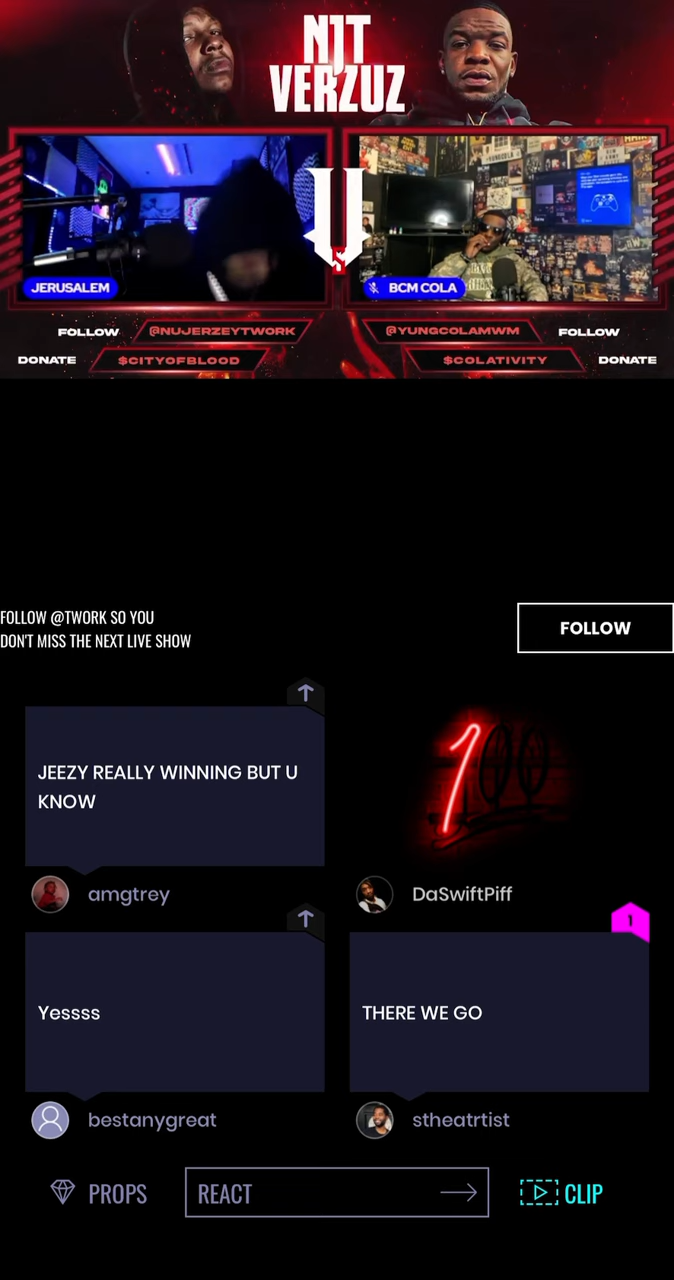 NJT
VERZUZ
JERUSALEM
BCM COLA
FOLLOW @NUJERZEYTWORK
@YUNGCOLAMWM FOLLOW
DONATE $CITYOFBLOOD
$COLATIVITY DONATE
FOLLOW @TWORK SO YOU
DON'T MISS THE NEXT LIVE SHOW
FOLLOW
JEEZY REALLY WINNING BUT U
KNOW
100
amgtrey
DaSwiftPiff
1
Yessss
THERE WE GO
bestanygreat
stheatrtist
PROPS
REACT
CLIP